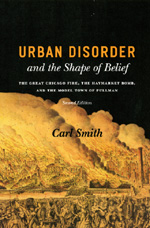 URBAN DISORDER
and the Shape of Belief
THE GREAT CHICAGO FIRE, THE HAYMARKET BOMB,
AND THE MODEL TOWN OF PULLMAN
Second Edition
Carl Smith